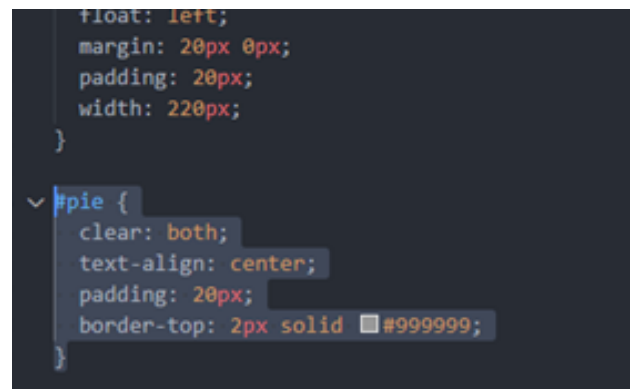 float: left;
margin: 20px 0px;
padding: 20px;
width: 220px;
}
#pie {
clear: both;
text-align: center;
padding: 20px;
border-top: 2px solid #999999;
}